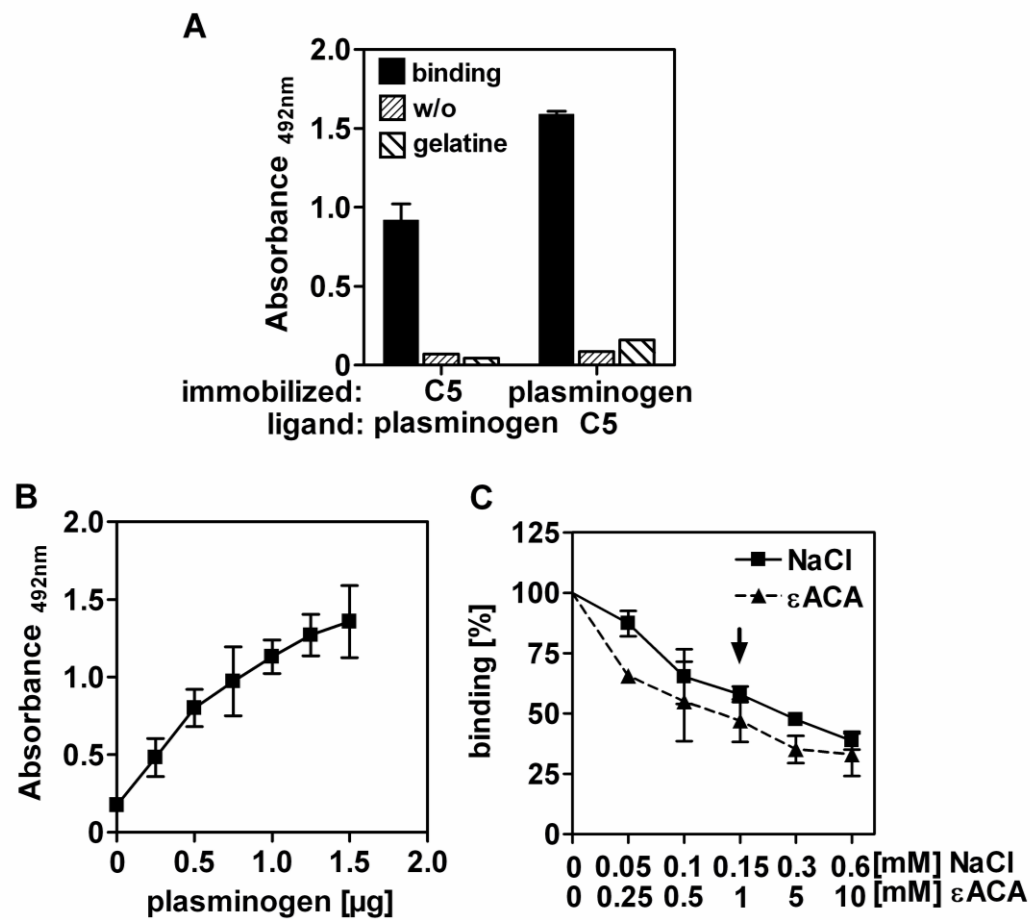 A
2.0
1.5
1.0
0.5
0
Absorbance 492nm
binding
w/o
gelatine
immobilized: C5 plasminogen
ligand: plasminogen C5
B
2.0
1.5
1.0
0.5
0
Absorbance 492nm
0 0.5 1.0 1.5 2.0
plasminogen [µg]
C
125
100
75
50
25
0
binding [%]
NaCl
εACA
0 0.05 0.1 0.15 0.3 0.6 [mM] NaCl
0 0.25 0.5 1 5 10 [mM] εACA